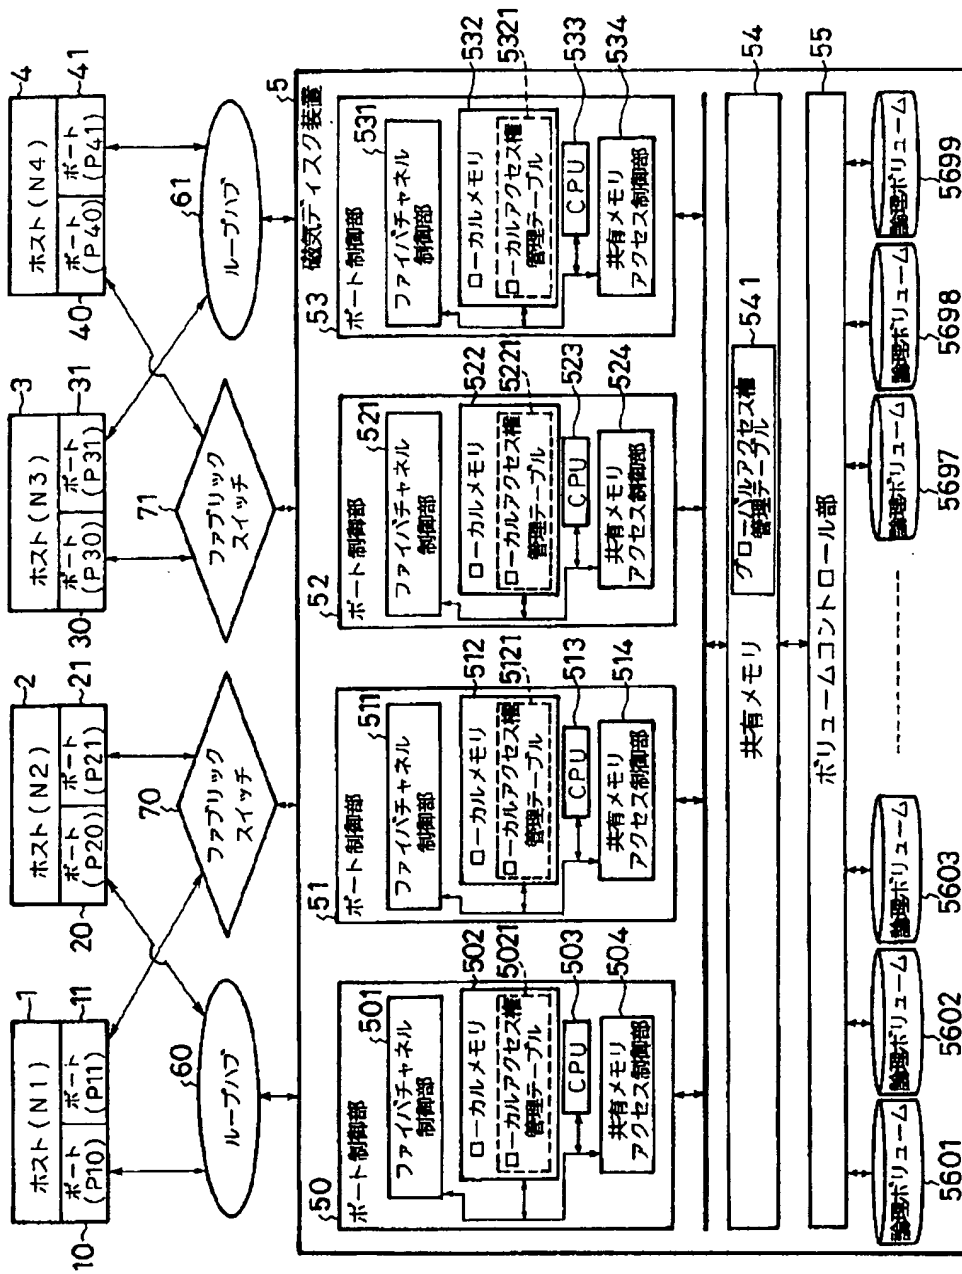 1
ホスト(N1)
ポート
(P10)
ポート
(P11)
10
11
2
ホスト(N2)
ポート
(P20)
ポート
(P21)
20
21
3
ホスト(N3)
ポート
(P30)
ポート
(P31)
30
31
4
ホスト(N4)
ポート
(P40)
ポート
(P41)
40
41
60
ループハブ
70
ファブリック
スイッチ
71
ファブリック
スイッチ
61
ループハブ
5
磁気ディスク装置
50
ポート制御部
501
ファイバチャネル
制御部
502
ローカルメモリ
5021
ローカルアクセス権
管理テーブル
503
CPU
504
共有メモリ
アクセス制御部
51
ポート制御部
511
ファイバチャネル
制御部
512
ローカルメモリ
5121
ローカルアクセス権
管理テーブル
513
CPU
514
共有メモリ
アクセス制御部
52
ポート制御部
521
ファイバチャネル
制御部
522
ローカルメモリ
5221
ローカルアクセス権
管理テーブル
523
CPU
524
共有メモリ
アクセス制御部
53
ポート制御部
531
ファイバチャネル
制御部
532
ローカルメモリ
5321
ローカルアクセス権
管理テーブル
533
CPU
534
共有メモリ
アクセス制御部
54
共有メモリ
541
グローバルアクセス権
管理テーブル
55
ボリュームコントロール部
論理ボリューム
5601
論理ボリューム
5602
論理ボリューム
5603
論理ボリューム
5697
論理ボリューム
5698
論理ボリューム
5699